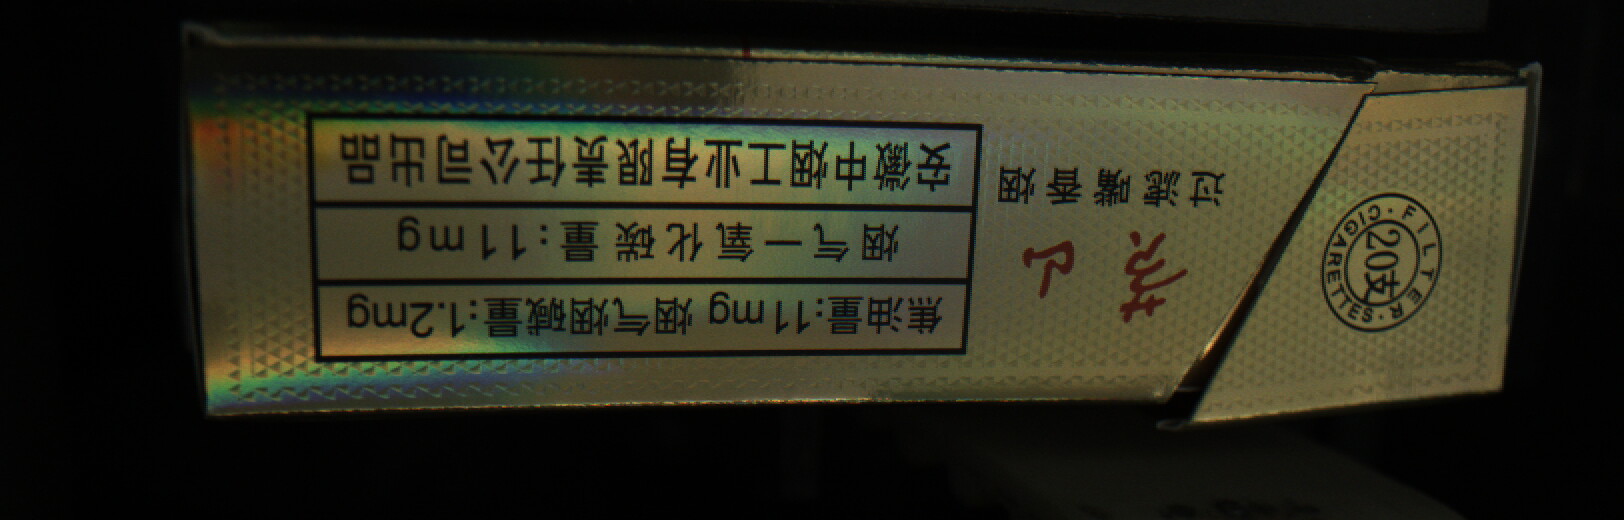 FILTER·CIGARETTES·
20支
黄山
过滤嘴香烟
焦油量:11mg 烟气烟碱量:1.2mg
烟气一氧化碳量:11mg
安徽中烟工业有限责任公司出品